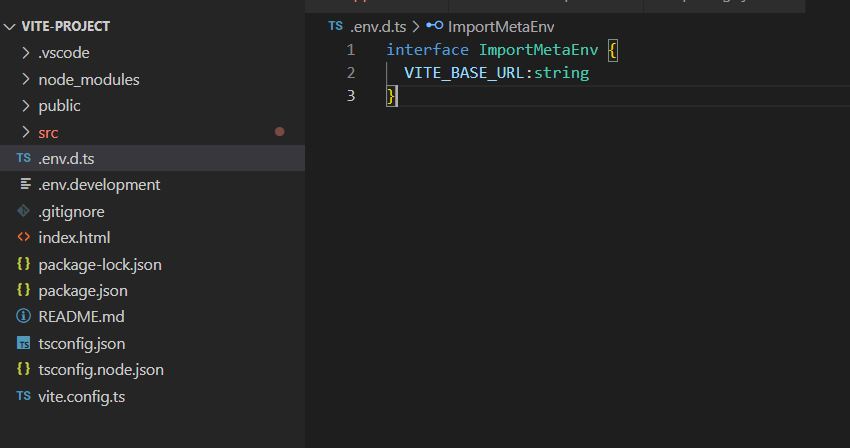 VITE-PROJECT
.vscode
node_modules
public
src
TS .env.d.ts
.env.development
.gitignore
index.html
package-lock.json
package.json
README.md
tsconfig.json
tsconfig.node.json
TS vite.config.ts
TS .env.d.ts > ImportMetaEnv
1 interface ImportMetaEnv {
2 VITE_BASE_URL:string
3 }